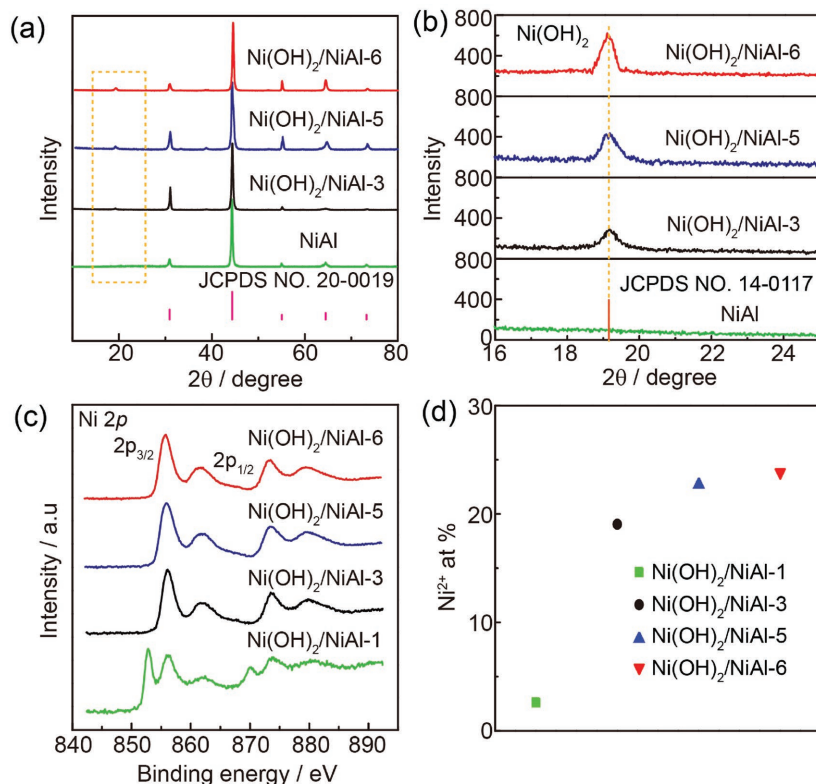 (a)
Ni(OH)₂/NiAl-6
Ni(OH)₂/NiAl-5
Ni(OH)₂/NiAl-3
NiAl
JCPDS NO. 20-0019
Intensity
20 40 60 80
2θ / degree
(b)
800
Ni(OH)₂
Ni(OH)₂/NiAl-6
400
800
Ni(OH)₂/NiAl-5
400
800
Ni(OH)₂/NiAl-3
400
800
JCPDS NO. 14-0117
400
NiAl
0
Intensity
16 18 20 22 24
2θ / degree
(c)
Ni 2p
2p3/2
2p1/2
Ni(OH)₂/NiAl-6
Ni(OH)₂/NiAl-5
Ni(OH)₂/NiAl-3
Ni(OH)₂/NiAl-1
Intensity / a.u
840 850 860 870 880 890
Binding energy / eV
(d)
30
20
10
0
Ni²⁺ at %
Ni(OH)₂/NiAl-1
Ni(OH)₂/NiAl-3
Ni(OH)₂/NiAl-5
Ni(OH)₂/NiAl-6